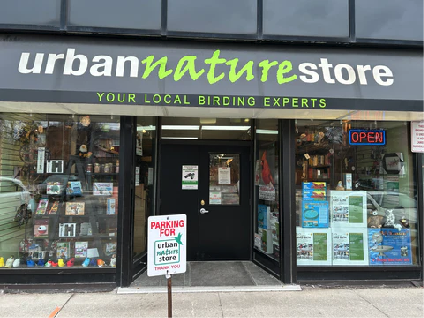 urbannaturestore
YOUR LOCAL BIRDING EXPERTS
OPEN
PARKING
FOR
urban
nature
store
THANK YOU